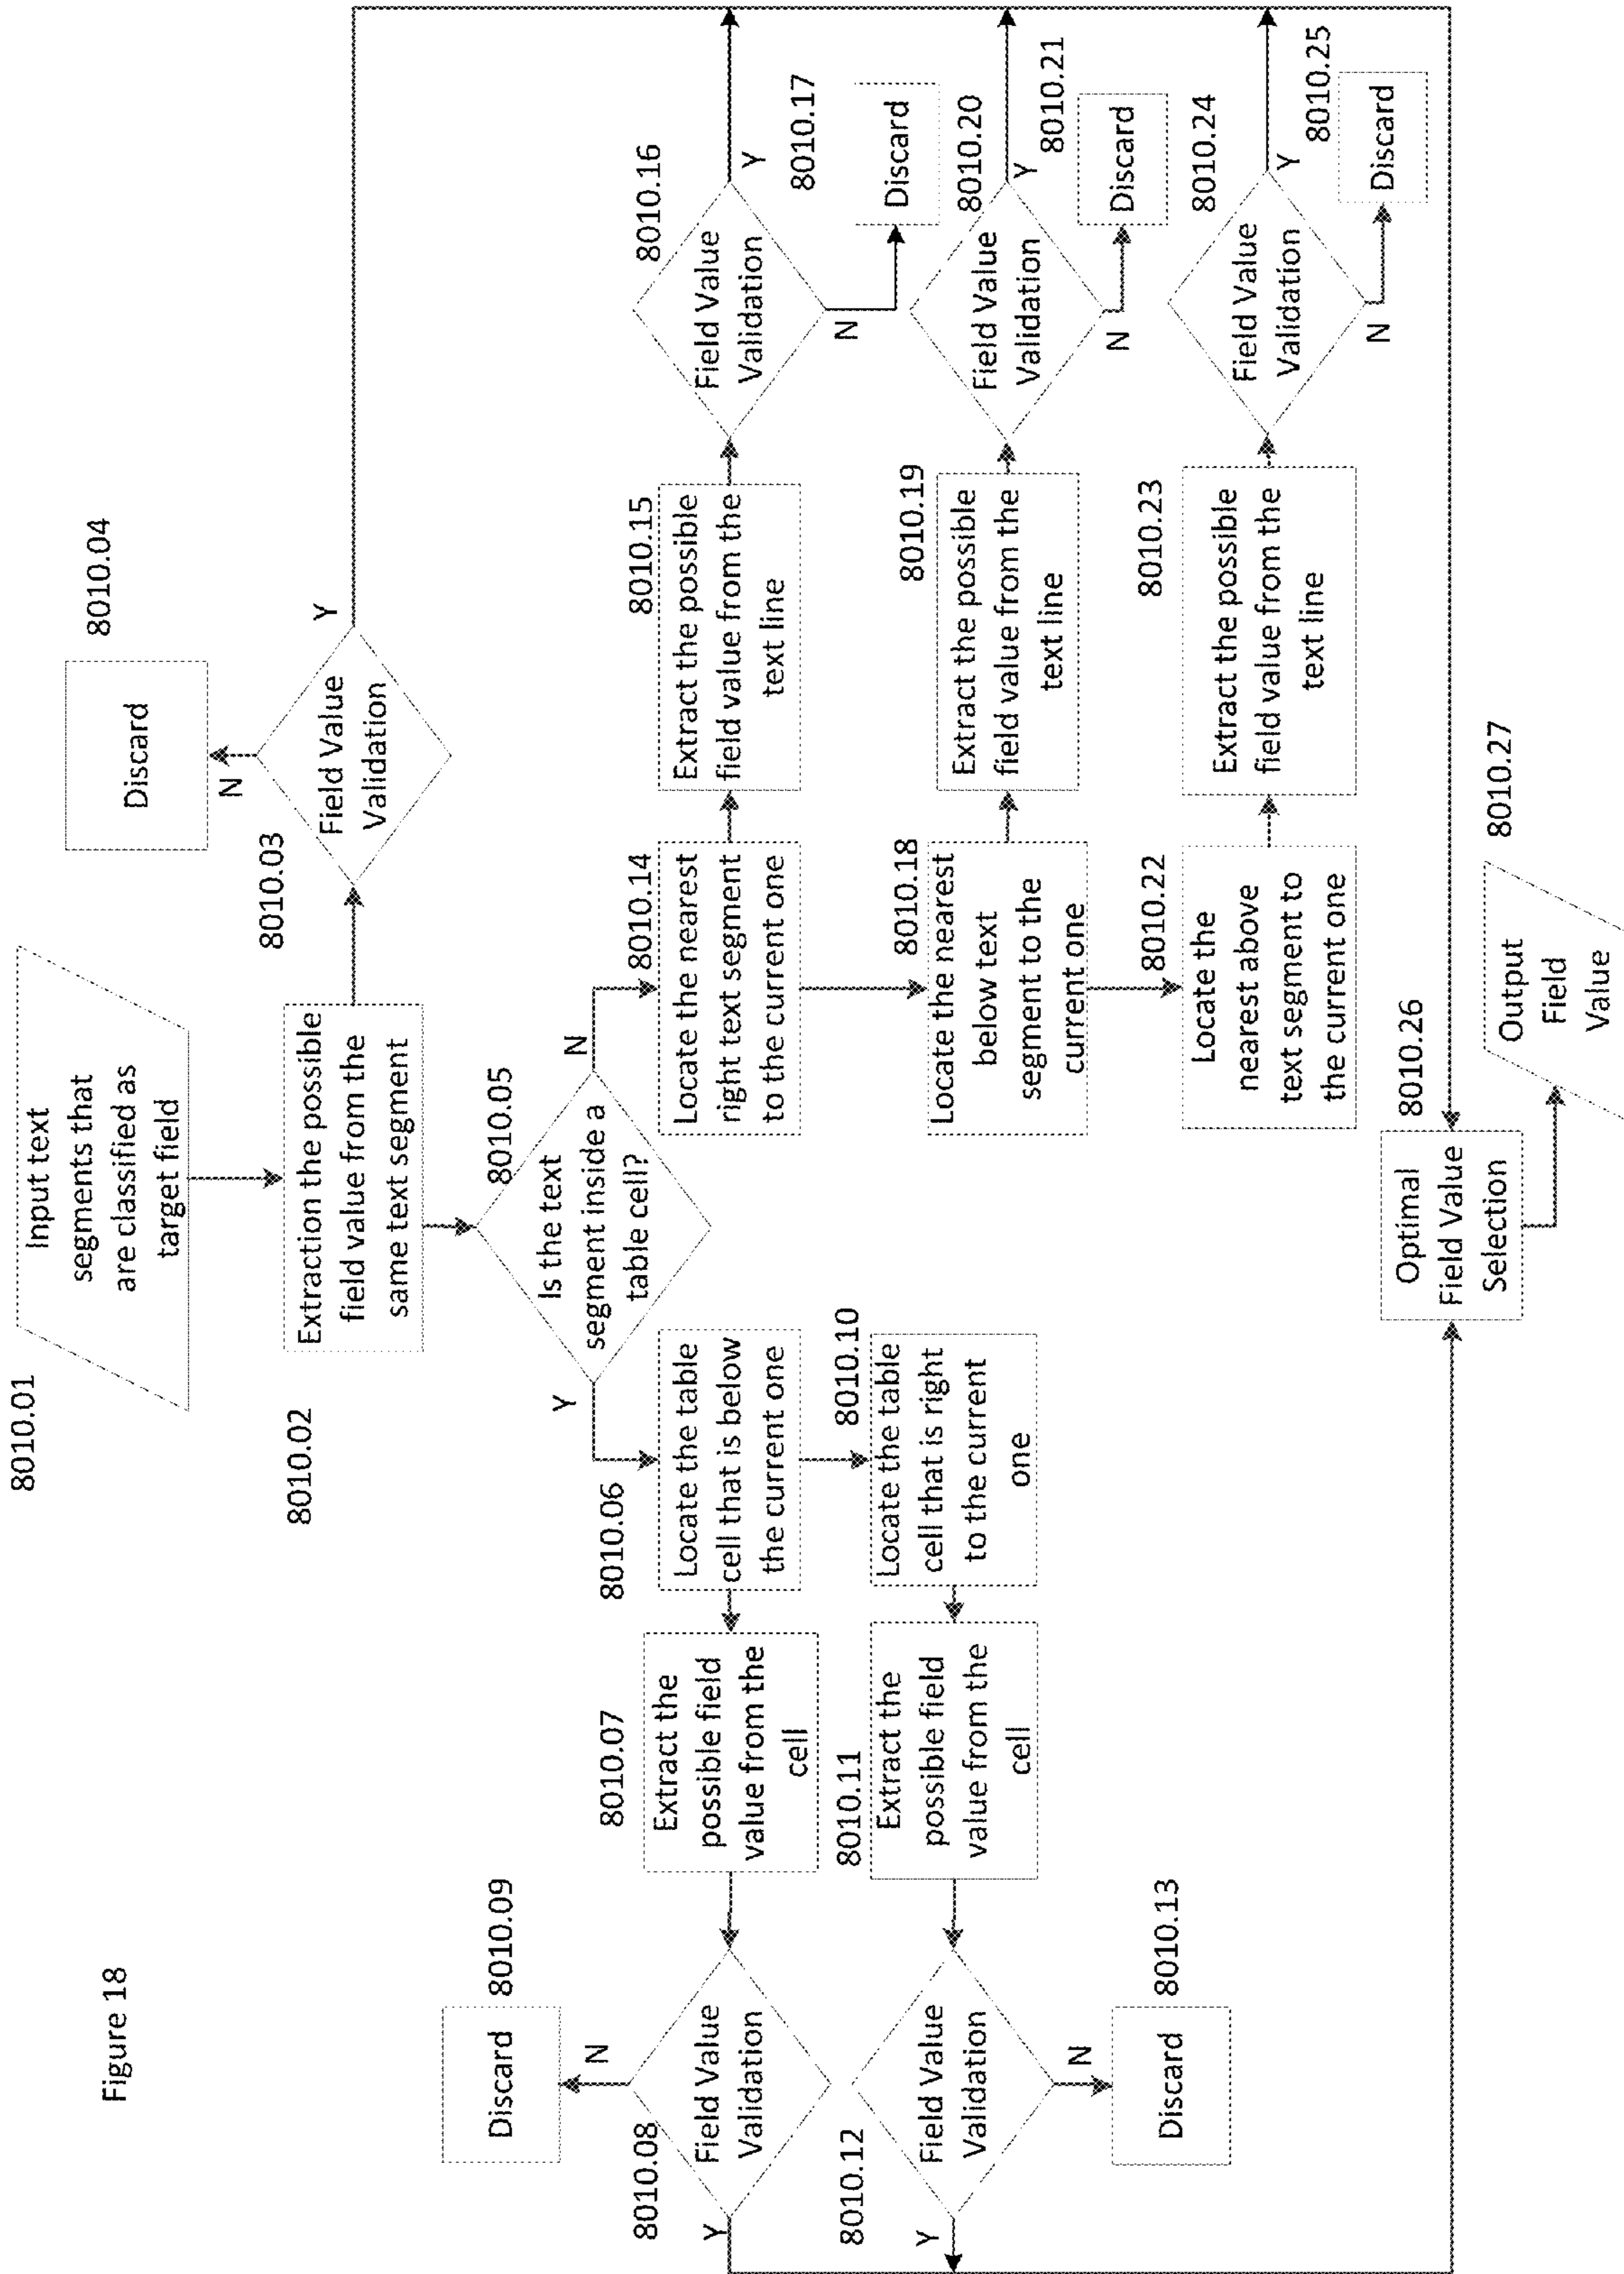 Figure 18
8010.01
Input text
segments that
are classified as
target field
8010.02
Extraction the possible
field value from the
same text segment
8010.03
Field Value
Validation
N
Y
8010.04
Discard
8010.05
Is the text
segment inside a
table cell?
Y
N
8010.06
Locate the table
cell that is below
the current one
8010.07
Extract the
possible field
value from the
cell
8010.08
Field Value
Validation
N
Y
8010.09
Discard
8010.10
Locate the table
cell that is right
to the current
one
8010.11
Extract the
possible field
value from the
cell
8010.12
Field Value
Validation
Y
N
8010.13
Discard
8010.14
Locate the nearest
right text segment
to the current one
8010.15
Extract the possible
field value from the
text line
8010.16
Field Value
Validation
Y
N
8010.17
Discard
8010.18
Locate the nearest
below text
segment to the
current one
8010.19
Extract the possible
field value from the
text line
8010.20
Field Value
Validation
Y
N
8010.21
Discard
8010.22
Locate the
nearest above
text segment to
the current one
8010.23
Extract the possible
field value from the
text line
8010.24
Field Value
Validation
Y
N
8010.25
Discard
8010.26
Optimal
Field Value
Selection
8010.27
Output
Field
Value